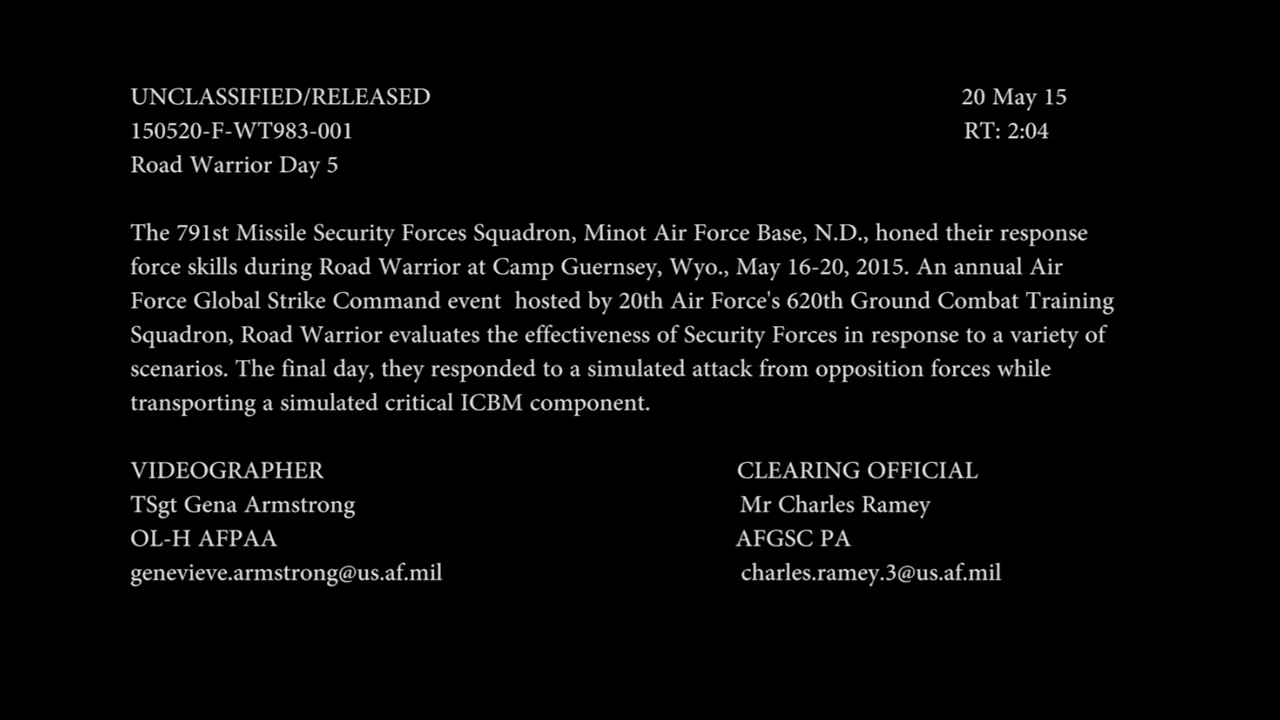 UNCLASSIFIED/RELEASED 20 May 15
150520-F-WT983-001 RT: 2:04
Road Warrior Day 5
The 791st Missile Security Forces Squadron, Minot Air Force Base, N.D., honed their response
force skills during Road Warrior at Camp Guernsey, Wyo., May 16-20, 2015. An annual Air
Force Global Strike Command event  hosted by 20th Air Force's 620th Ground Combat Training
Squadron, Road Warrior evaluates the effectiveness of Security Forces in response to a variety of
scenarios. The final day, they responded to a simulated attack from opposition forces while
transporting a simulated critical ICBM component.
VIDEOGRAPHER CLEARING OFFICIAL
TSgt Gena Armstrong Mr Charles Ramey
OL-H AFPAA AFGSC PA
genevieve.armstrong@us.af.mil charles.ramey.3@us.af.mil